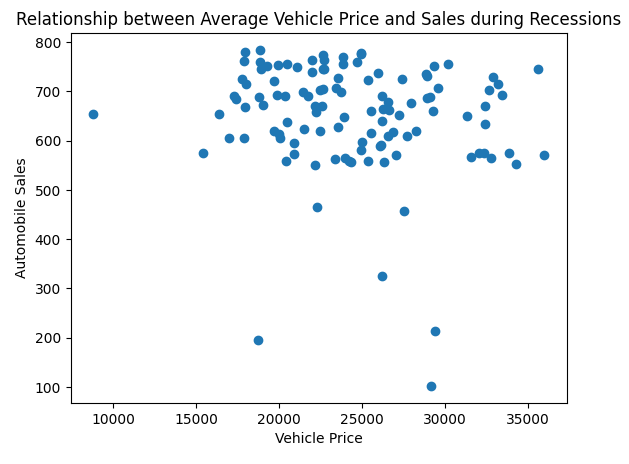 Relationship between Average Vehicle Price and Sales during Recessions
800
700
600
500
400
300
200
100
Automobile Sales
10000 15000 20000 25000 30000 35000
Vehicle Price